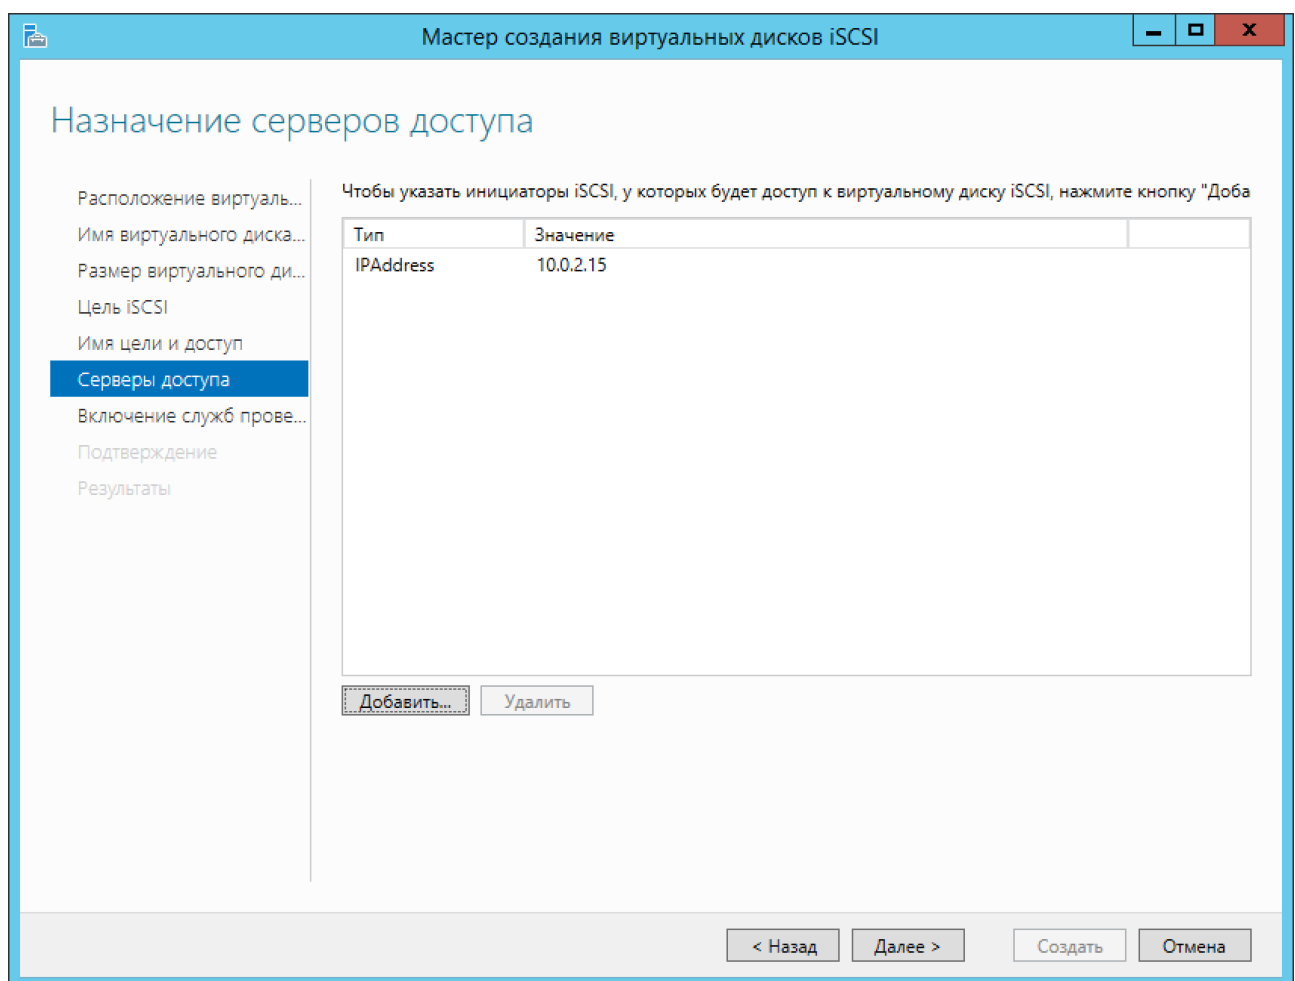 Мастер создания виртуальных дисков iSCSI
Назначение серверов доступа
Расположение виртуаль...
Имя виртуального диска...
Размер виртуального ди...
Цель iSCSI
Имя цели и доступ
Серверы доступа
Включение служб прове...
Подтверждение
Результаты
Чтобы указать инициаторы iSCSI, у которых будет доступ к виртуальному диску iSCSI, нажмите кнопку "Доба
Тип Значение
IPAddress 10.0.2.15
Добавить... Удалить
< Назад Далее > Создать Отмена